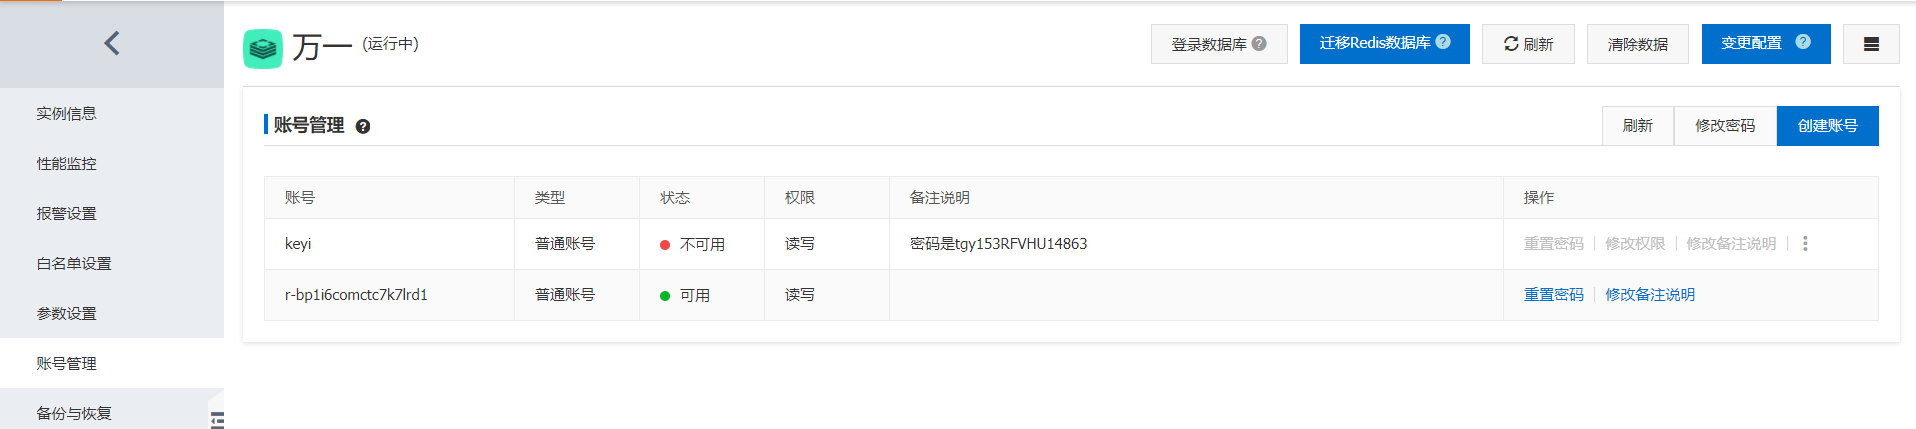 万一 (运行中)
登录数据库 迁移Redis数据库 刷新 清除数据 变更配置
实例信息
性能监控
报警设置
白名单设置
参数设置
账号管理
备份与恢复
账号管理
刷新 修改密码 创建账号
账号 类型 状态 权限 备注说明 操作
keyi 普通账号 不可用 读写 密码是tgy153RFVHU14863 重置密码 修改权限 修改备注说明
r-bp1i6comctc7k7lrd1 普通账号 可用 读写 重置密码 修改备注说明